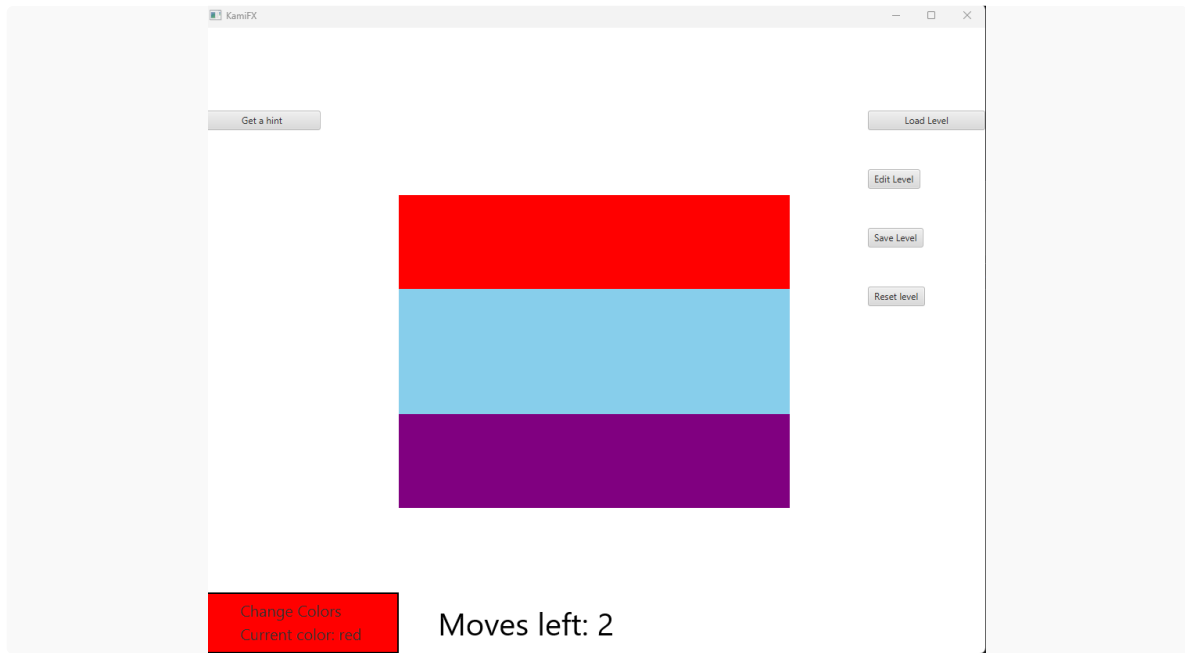 KamiFX
Get a hint
Load Level
Edit Level
Save Level
Reset level
Change Colors
Current color: red
Moves left: 2